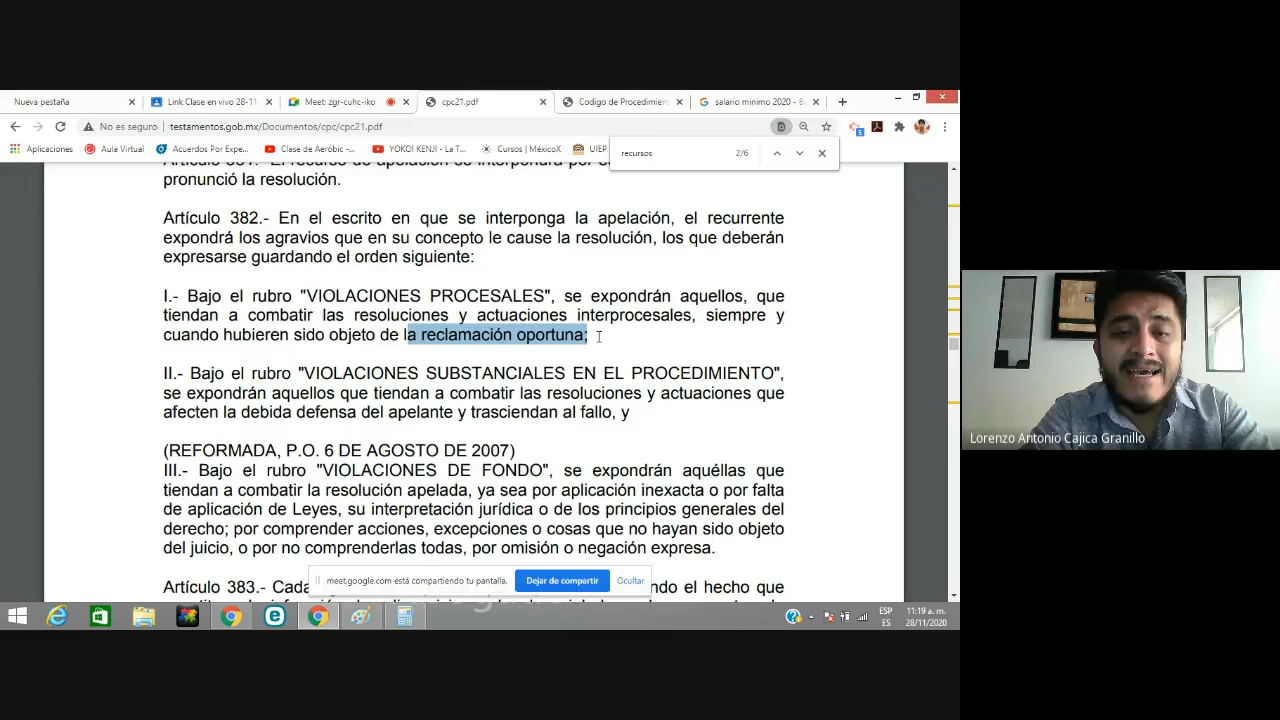 Nueva pestaña
Link Clase en vivo 28-11
Meet: zgr-cuhc-iko
cpc21.pdf
Codigo de Procedimien
salario minimo 2020 - B
No es seguro
testamentos.gob.mx/Documentos/cpc/cpc21.pdf
Aplicaciones
Aula Virtual
Acuerdos Por Expe...
Clase de Aeróbic -...
YOKOI KENJI - La T...
Cursos | MéxicoX
UIEP
recursos
2/6
5
pronunció la resolución.
Artículo 382.- En el escrito en que se interponga la apelación, el recurrente
expondrá los agravios que en su concepto le cause la resolución, los que deberán
expresarse guardando el orden siguiente:
I.- Bajo el rubro "VIOLACIONES PROCESALES", se expondrán aquellos, que
tiendan a combatir las resoluciones y actuaciones interprocesales, siempre y
cuando hubieren sido objeto de la reclamación oportuna;
II.- Bajo el rubro "VIOLACIONES SUBSTANCIALES EN EL PROCEDIMIENTO",
se expondrán aquellos que tiendan a combatir las resoluciones y actuaciones que
afecten la debida defensa del apelante y trasciendan al fallo, y
(REFORMADA, P.O. 6 DE AGOSTO DE 2007)
III.- Bajo el rubro "VIOLACIONES DE FONDO", se expondrán aquéllas que
tiendan a combatir la resolución apelada, ya sea por aplicación inexacta o por falta
de aplicación de Leyes, su interpretación jurídica o de los principios generales del
derecho; por comprender acciones, excepciones o cosas que no hayan sido objeto
del juicio, o por no comprenderlas todas, por omisión o negación expresa.
meet.google.com está compartiendo tu pantalla.
Dejar de compartir
Ocultar
Artículo 383.- Cada
el hecho que
ESP
ES
11:19 a. m.
28/11/2020
Lorenzo Antonio Cajica Granillo